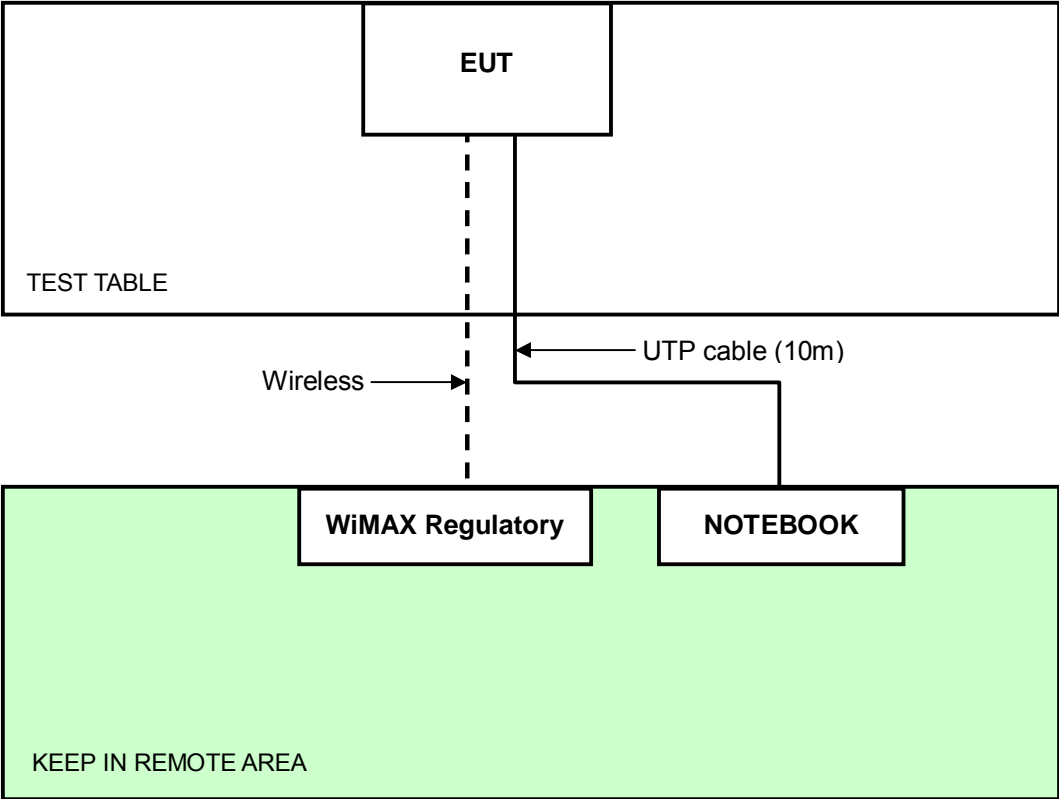 EUT
TEST TABLE
UTP cable (10m)
Wireless
WiMAX Regulatory
NOTEBOOK
KEEP IN REMOTE AREA